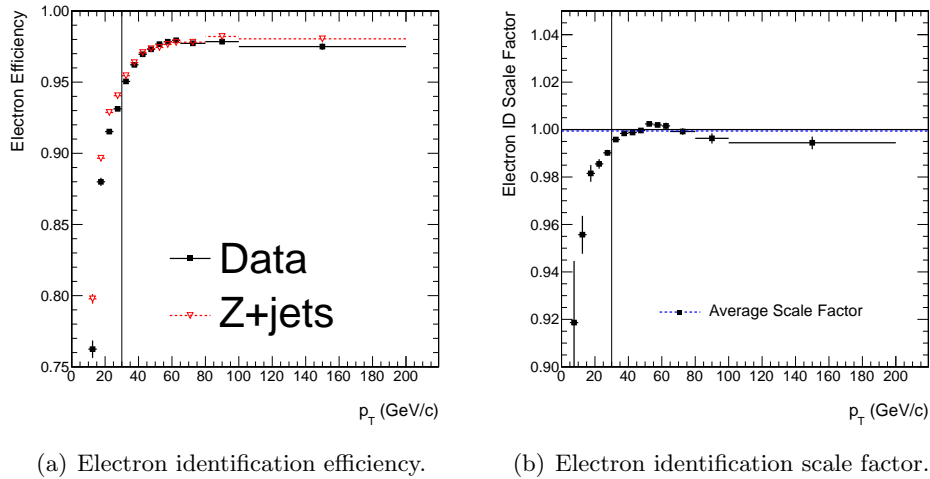 Electron Efficiency
1.00
0.95
0.90
0.85
0.80
0.75
Data
Z+jets
0 20 40 60 80 100 120 140 160 180 200
p_T (GeV/c)
(a) Electron identification efficiency.
Electron ID Scale Factor
1.04
1.02
1.00
0.98
0.96
0.94
0.92
0.90
Average Scale Factor
0 20 40 60 80 100 120 140 160 180 200
p_T (GeV/c)
(b) Electron identification scale factor.